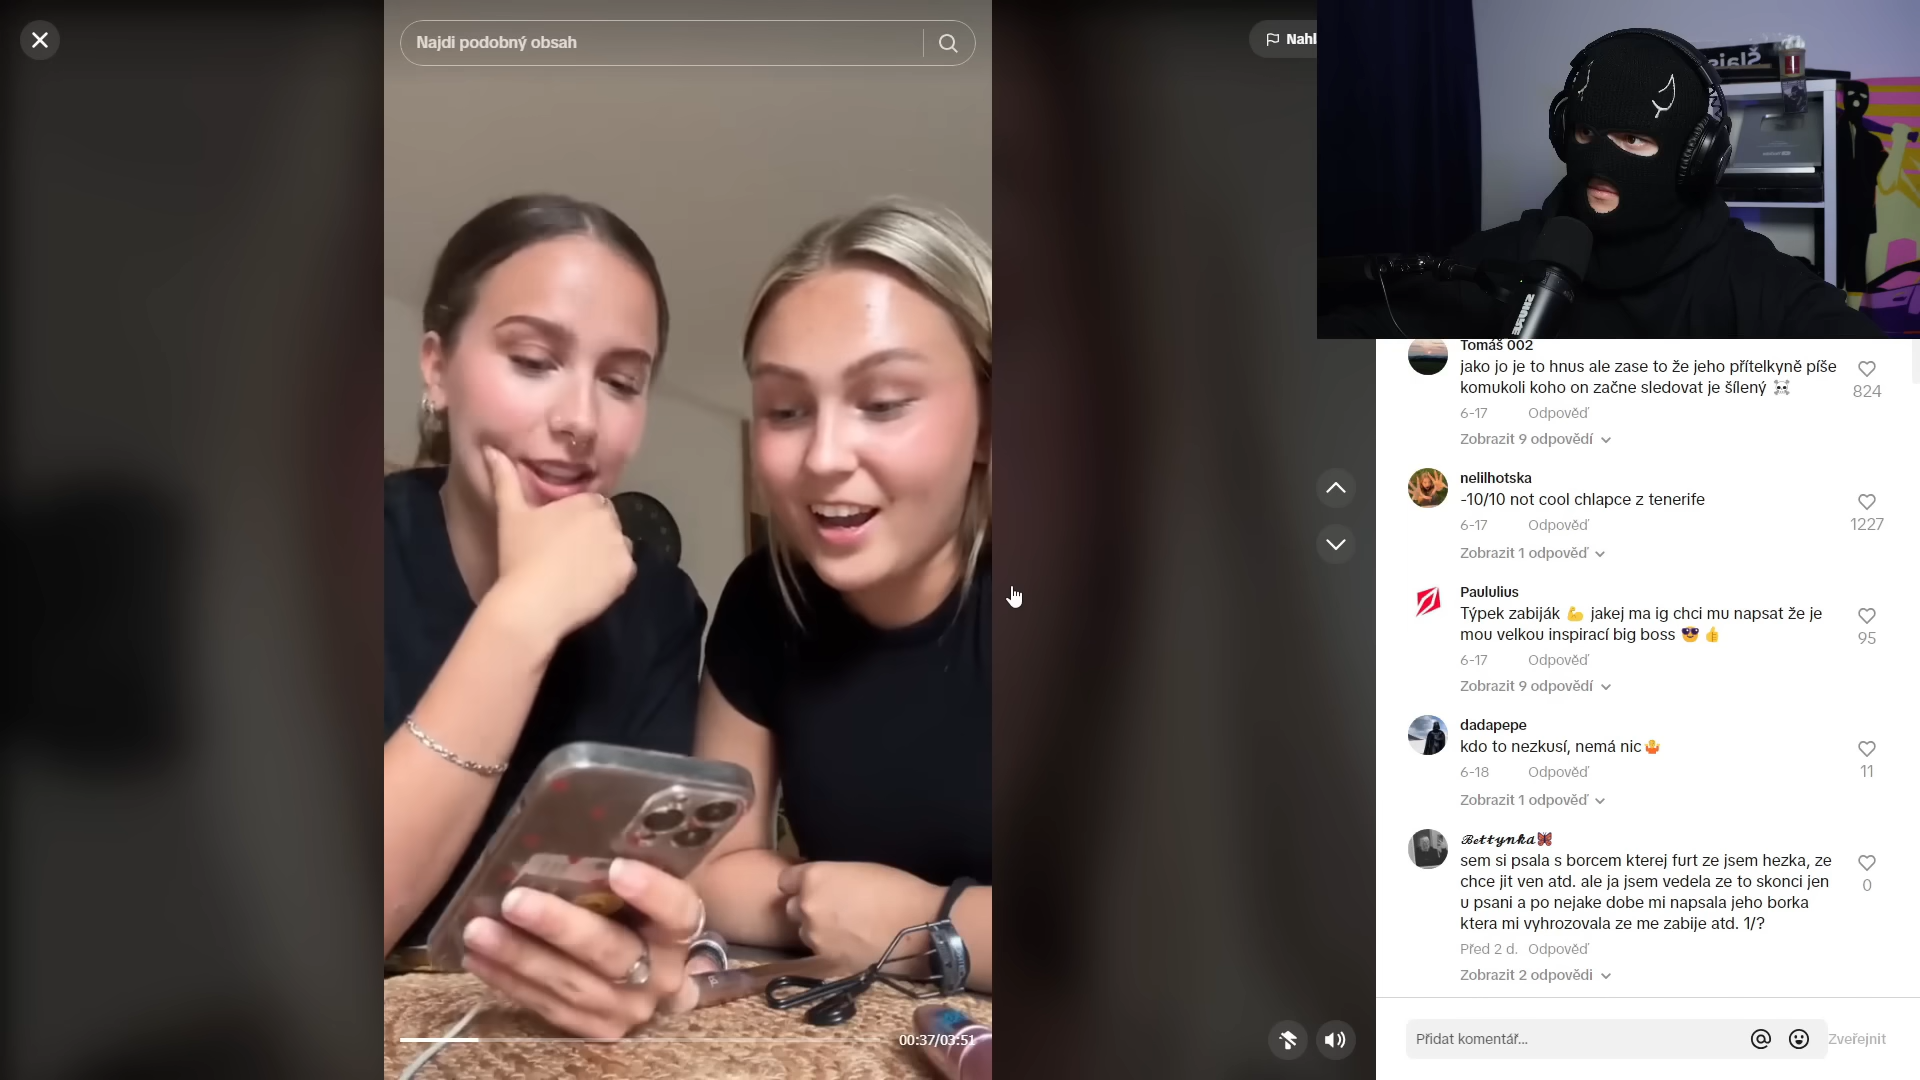 Najdi podobný obsah
Nahl
Šlajs
SHURE
Tomáš 002
jako jo je to hnus ale zase to že jeho přítelkyně píše
komukoli koho on začne sledovat je šílený ☠️
824
6-17 Odpověď
Zobrazit 9 odpovědí
nelilhotska
-10/10 not cool chlapce z tenerife
1227
6-17 Odpověď
Zobrazit 1 odpověď
Paululius
Týpek zabiják 💪 jakej ma ig chci mu napsat že je
mou velkou inspirací big boss 😎 👍
95
6-17 Odpověď
Zobrazit 9 odpovědí
dadapepe
kdo to nezkusí, nemá nic🤷
11
6-18 Odpověď
Zobrazit 1 odpověď
𝓑𝓮𝓽𝓽𝔂𝓷𝓴𝓪🦋
sem si psala s borcem kterej furt ze jsem hezka, ze
chce jit ven atd. ale ja jsem vedela ze to skonci jen
u psani a po nejake dobe mi napsala jeho borka
ktera mi vyhrozovala ze me zabije atd. 1/?
0
Před 2 d. Odpověď
Zobrazit 2 odpovědi
00:37/03:51
Přidat komentář...
Zveřejnit